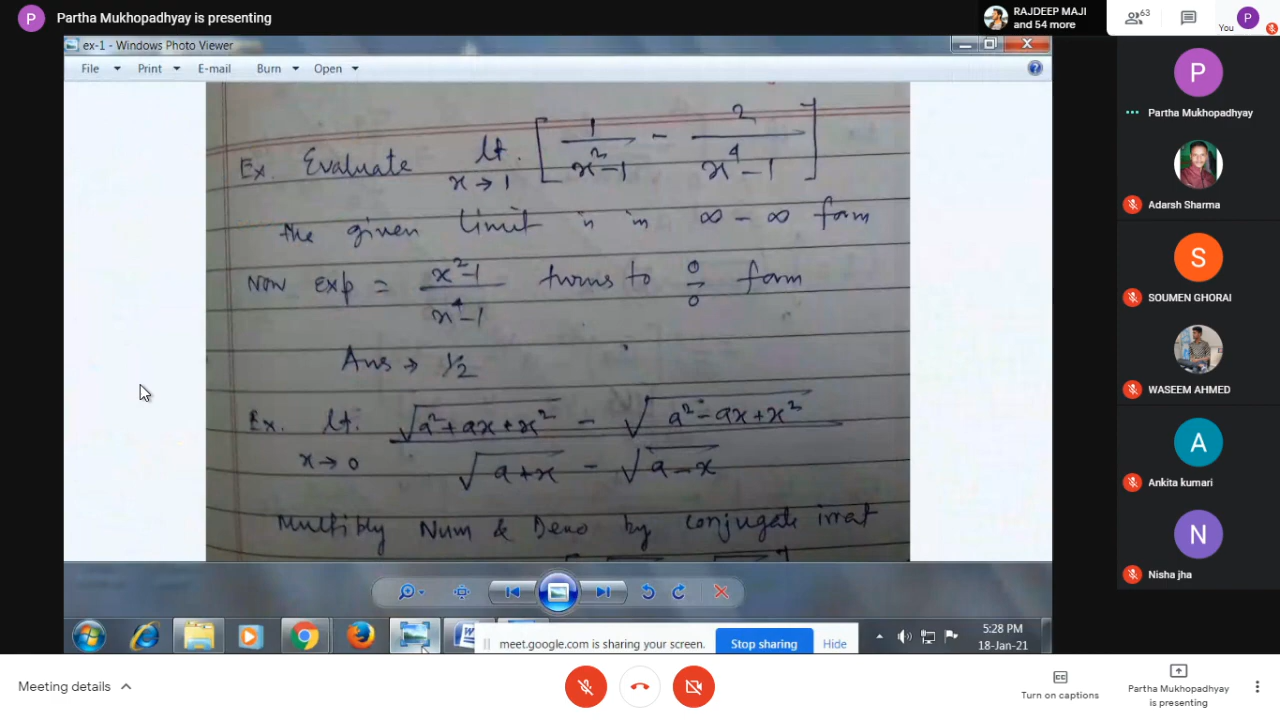 P Partha Mukhopadhyay is presenting
RAJDEEP MAJI
and 54 more
63
You P
ex-1 - Windows Photo Viewer
File Print E-mail Burn Open
Ex. Evaluate lt. x→1 [ 1/(x²-1) - 2/(x⁴-1) ]
the given limit is in ∞ - ∞ form
Now exp = (x²-1)/(x⁴-1) turns to 0/0 form
Ans → 1/2
Ex. lt. x→0 (√(a²+ax+x²) - √(a²-ax+x²))/(√(a+x) - √(a-x))
Multibly Num & Deno by conjugate irrat
P
Partha Mukhopadhyay
Adarsh Sharma
S
SOUMEN GHORAI
WASEEM AHMED
A
Ankita kumari
N
Nisha jha
meet.google.com is sharing your screen. Stop sharing Hide
5:28 PM
18-Jan-21
Meeting details
Turn on captions
Partha Mukhopadhyay
is presenting